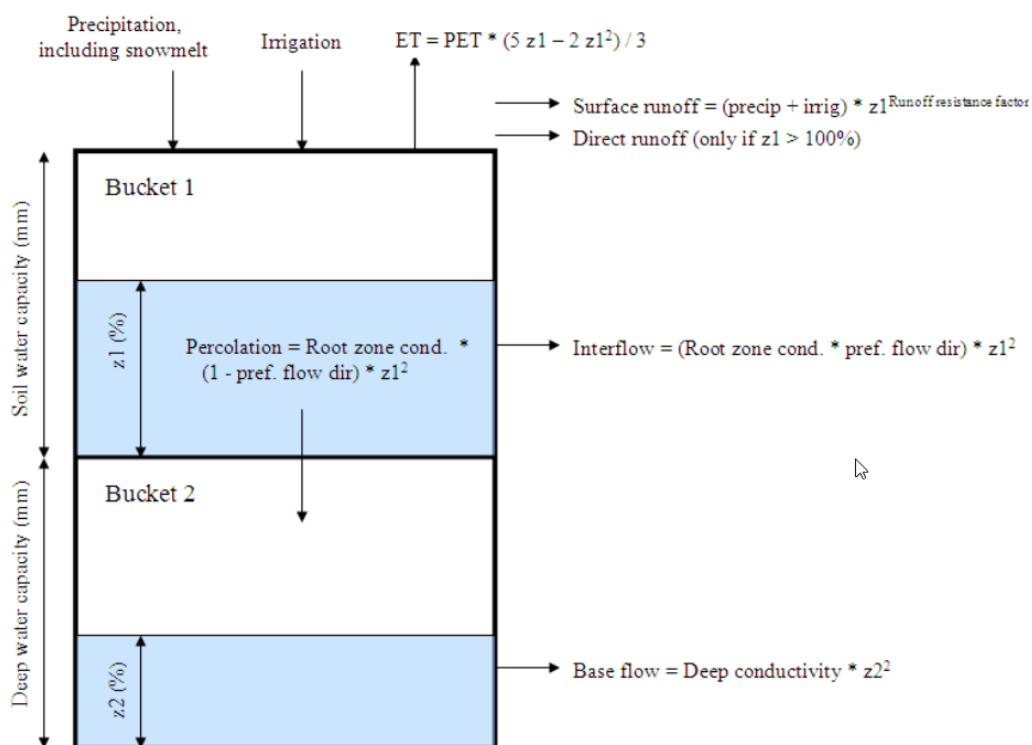 Precipitation,
including snowmelt
Irrigation
ET = PET * (5 z1 – 2 z1²) / 3
Surface runoff = (precip + irrig) * z1^Runoff resistance factor
Direct runoff (only if z1 > 100%)
Soil water capacity (mm)
Bucket 1
z1 (%)
Percolation = Root zone cond. *
(1 - pref. flow dir) * z1²
Interflow = (Root zone cond. * pref. flow dir) * z1²
Deep water capacity (mm)
Bucket 2
z2 (%)
Base flow = Deep conductivity * z2²